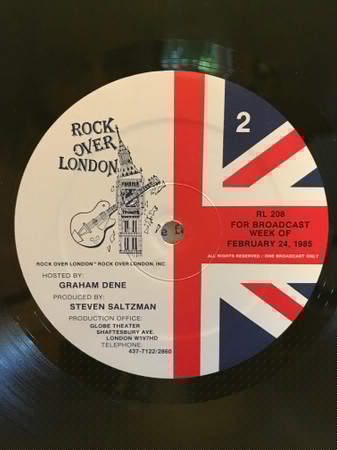 ROCK
OVER
LONDON
2
RL 208
FOR BROADCAST
WEEK OF
FEBRUARY 24, 1985
ALL RIGHTS RESERVED / ONE BROADCAST ONLY
ROCK OVER LONDON™ ROCK OVER LONDON, INC.
HOSTED BY:
GRAHAM DENE
PRODUCED BY:
STEVEN SALTZMAN
PRODUCTION OFFICE:
GLOBE THEATER
SHAFTESBURY AVE.
LONDON W1V7HD
TELEPHONE:
437-7122/2860